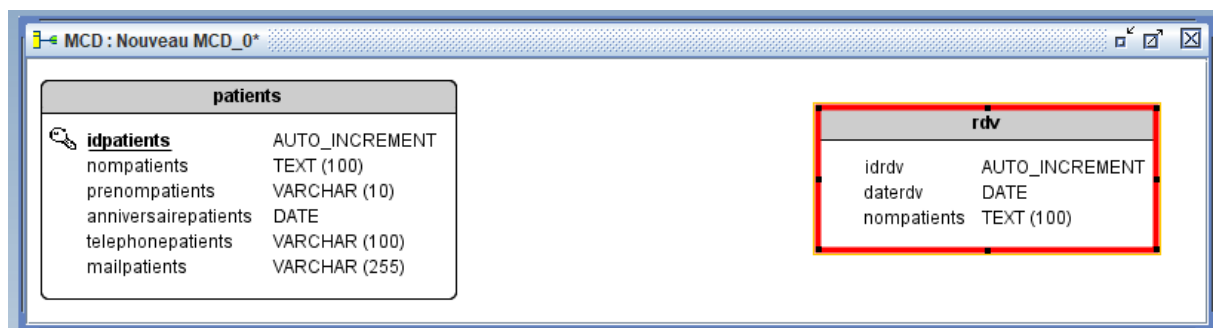 MCD : Nouveau MCD_0*
patients
idpatients AUTO_INCREMENT
nompatients TEXT (100)
prenompatients VARCHAR (10)
anniversairepatients DATE
telephonepatients VARCHAR (100)
mailpatients VARCHAR (255)
rdv
idrdv AUTO_INCREMENT
daterdv DATE
nompatients TEXT (100)